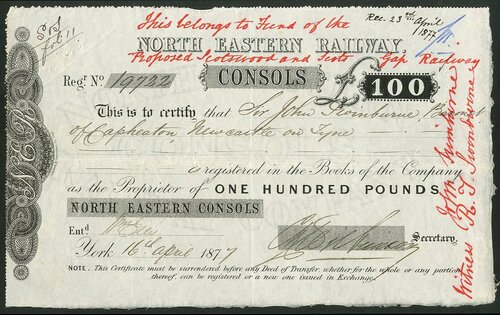 This belongs to Fund of the
Rec. 23rd April
1877
NORTH EASTERN RAILWAY,
Proposed Scotswood and Scots Gap Railway
Regr. No 19722
CONSOLS
£ 100
This is to certify that Sir John Swinburne, Baronet
of Capheaton, Newcastle on Tyne
is registered in the Books of the Company
as the Proprietor of ONE HUNDRED POUNDS
NORTH EASTERN CONSOLS
Entd.
Secretary.
York 16th April 1877
NOTE. This Certificate must be surrendered before any Deed of Transfer, whether for the whole or any portion
thereof, can be registered or a new one issued in Exchange.
John Swinburne
Witness R. J. Swinburne